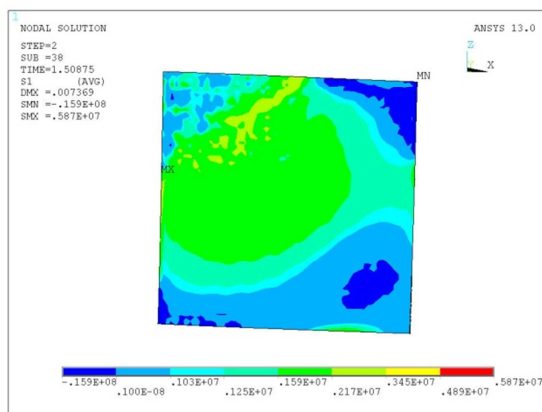 1
NODAL SOLUTION
ANSYS 13.0
STEP=2
SUB =38
TIME=1.50875
S1 (AVG)
DMX =.007369
SMN =-.159E+08
SMX =.587E+07
Z
Y X
MN
MX
-.159E+08 .103E+07 .159E+07 .345E+07 .587E+07
.100E-08 .125E+07 .217E+07 .489E+07